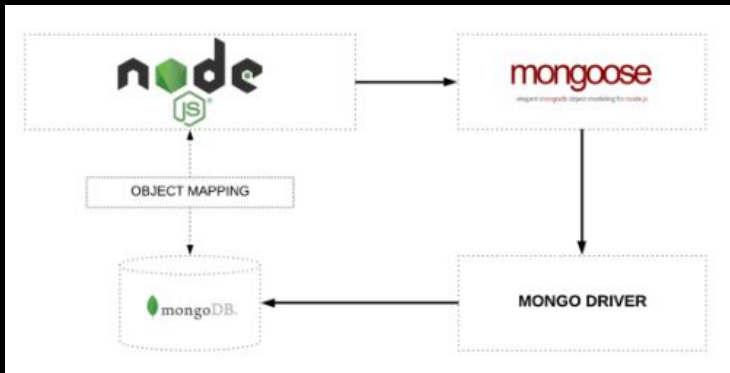 node
JS
mongoose
elegant mongodb object modeling for node.js
OBJECT MAPPING
mongoDB.
MONGO DRIVER